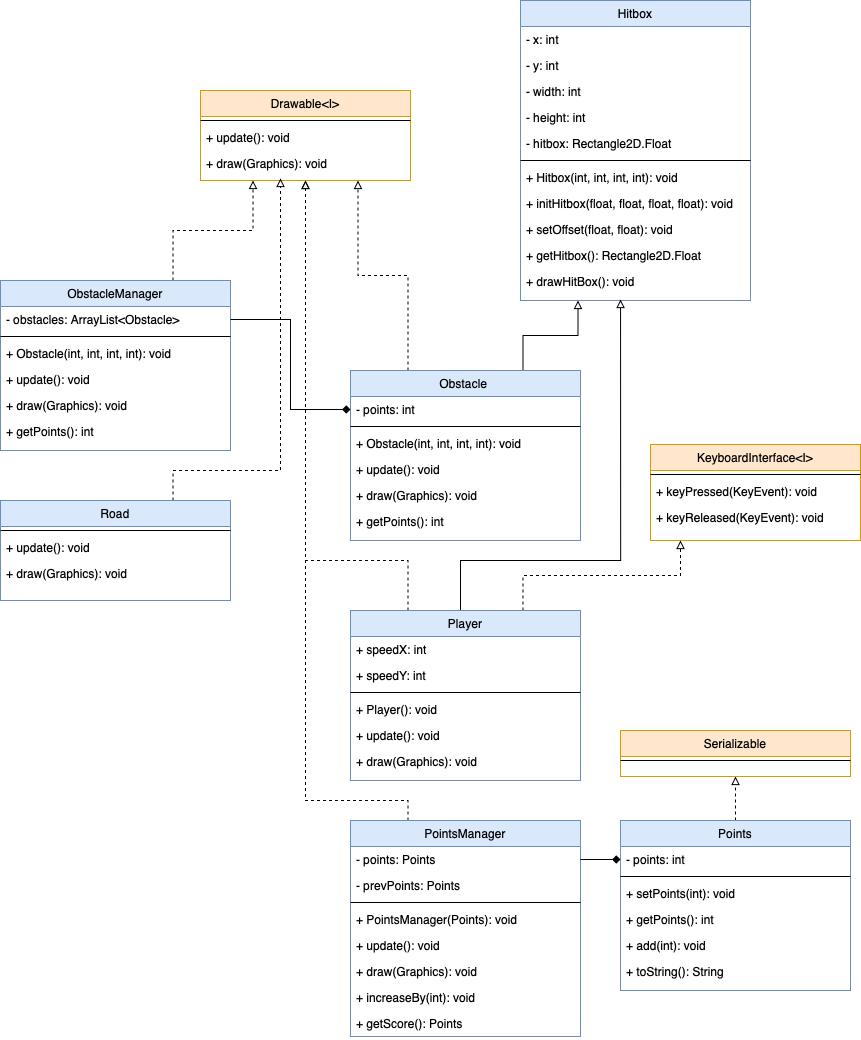 Hitbox
- x: int
- y: int
- width: int
- height: int
- hitbox: Rectangle2D.Float
+ Hitbox(int, int, int, int): void
+ initHitbox(float, float, float, float): void
+ setOffset(float, float): void
+ getHitbox(): Rectangle2D.Float
+ drawHitBox(): void
Drawable<I>
+ update(): void
+ draw(Graphics): void
ObstacleManager
- obstacles: ArrayList<Obstacle>
+ Obstacle(int, int, int, int): void
+ update(): void
+ draw(Graphics): void
+ getPoints(): int
Obstacle
- points: int
+ Obstacle(int, int, int, int): void
+ update(): void
+ draw(Graphics): void
+ getPoints(): int
KeyboardInterface<I>
+ keyPressed(KeyEvent): void
+ keyReleased(KeyEvent): void
Road
+ update(): void
+ draw(Graphics): void
Player
+ speedX: int
+ speedY: int
+ Player(): void
+ update(): void
+ draw(Graphics): void
Serializable
PointsManager
- points: Points
- prevPoints: Points
+ PointsManager(Points): void
+ update(): void
+ draw(Graphics): void
+ increaseBy(int): void
+ getScore(): Points
Points
- points: int
+ setPoints(int): void
+ getPoints(): int
+ add(int): void
+ toString(): String